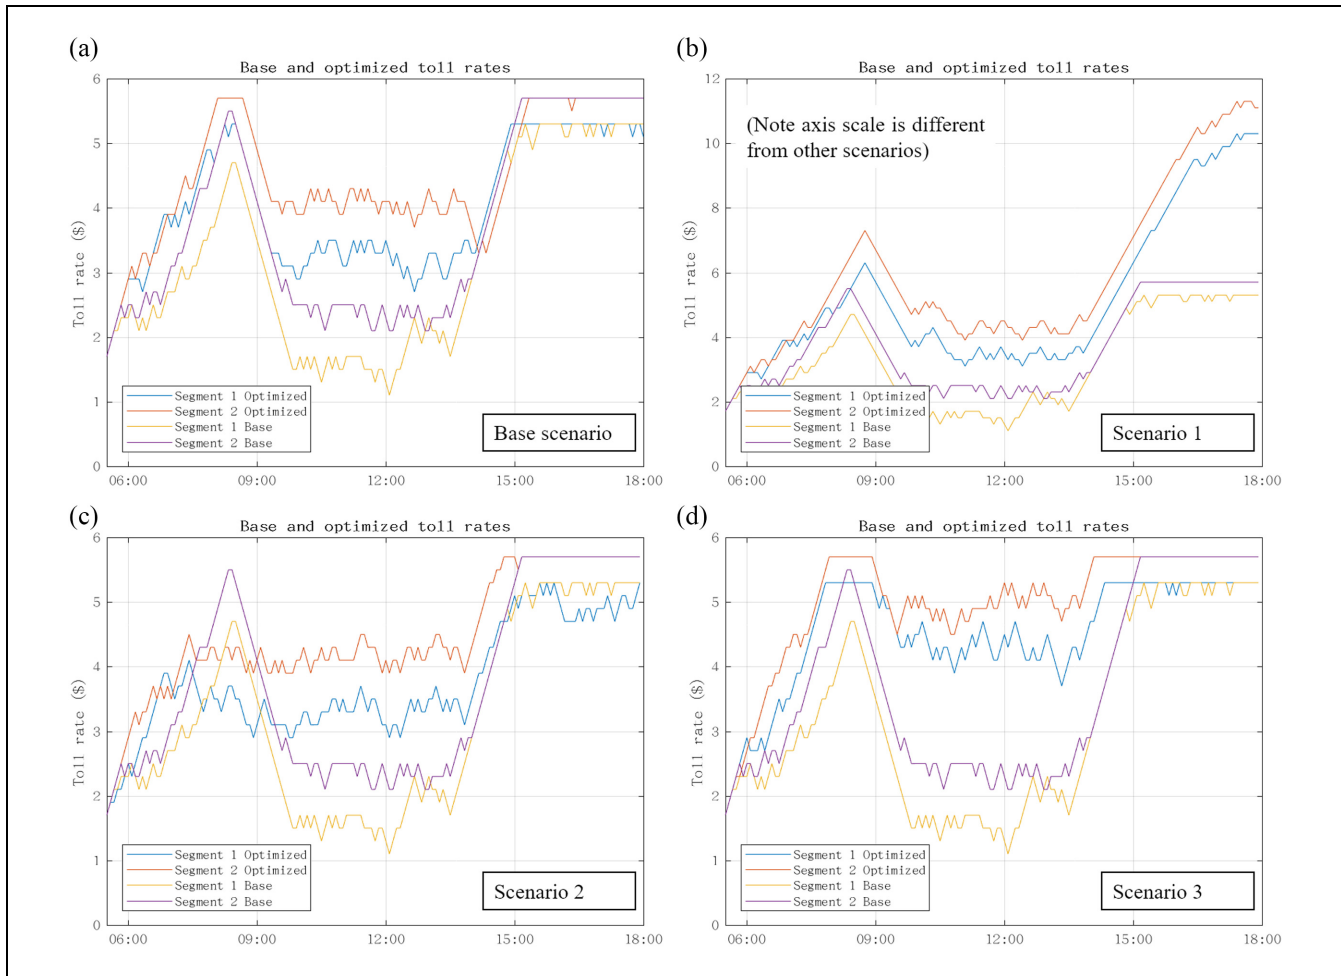 (a)
Base and optimized toll rates
Toll rate ($)
6
5
4
3
2
1
0
Segment 1 Optimized
Segment 2 Optimized
Segment 1 Base
Segment 2 Base
Base scenario
06:00 09:00 12:00 15:00 18:00
(b)
Base and optimized toll rates
(Note axis scale is different
from other scenarios)
Toll rate ($)
12
10
8
6
4
2
0
Segment 1 Optimized
Segment 2 Optimized
Segment 1 Base
Segment 2 Base
Scenario 1
06:00 09:00 12:00 15:00 18:00
(c)
Base and optimized toll rates
Toll rate ($)
6
5
4
3
2
1
0
Segment 1 Optimized
Segment 2 Optimized
Segment 1 Base
Segment 2 Base
Scenario 2
06:00 09:00 12:00 15:00 18:00
(d)
Base and optimized toll rates
Toll rate ($)
6
5
4
3
2
1
0
Segment 1 Optimized
Segment 2 Optimized
Segment 1 Base
Segment 2 Base
Scenario 3
06:00 09:00 12:00 15:00 18:00